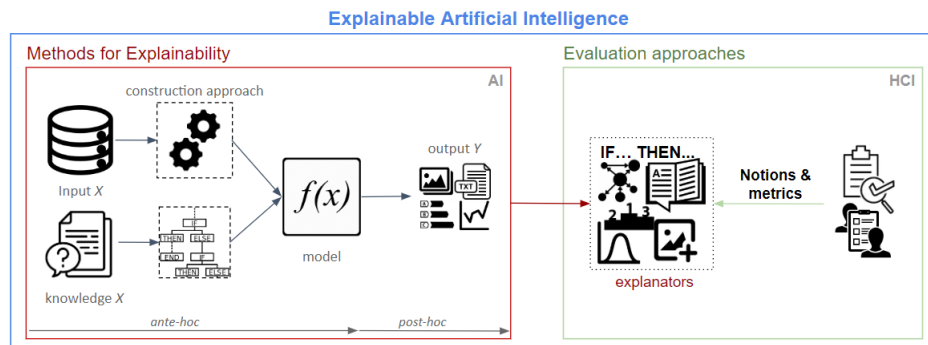 Explainable Artificial Intelligence
Methods for Explainability
Evaluation approaches
AI
HCI
construction approach
output Y
IF... THEN...
TXT
A
B
C
A
Input X
f(x)
Notions &
metrics
2 1 3
IF
THEN ELSE
END IF
THEN ELSE
model
?
knowledge X
explanators
ante-hoc
post-hoc